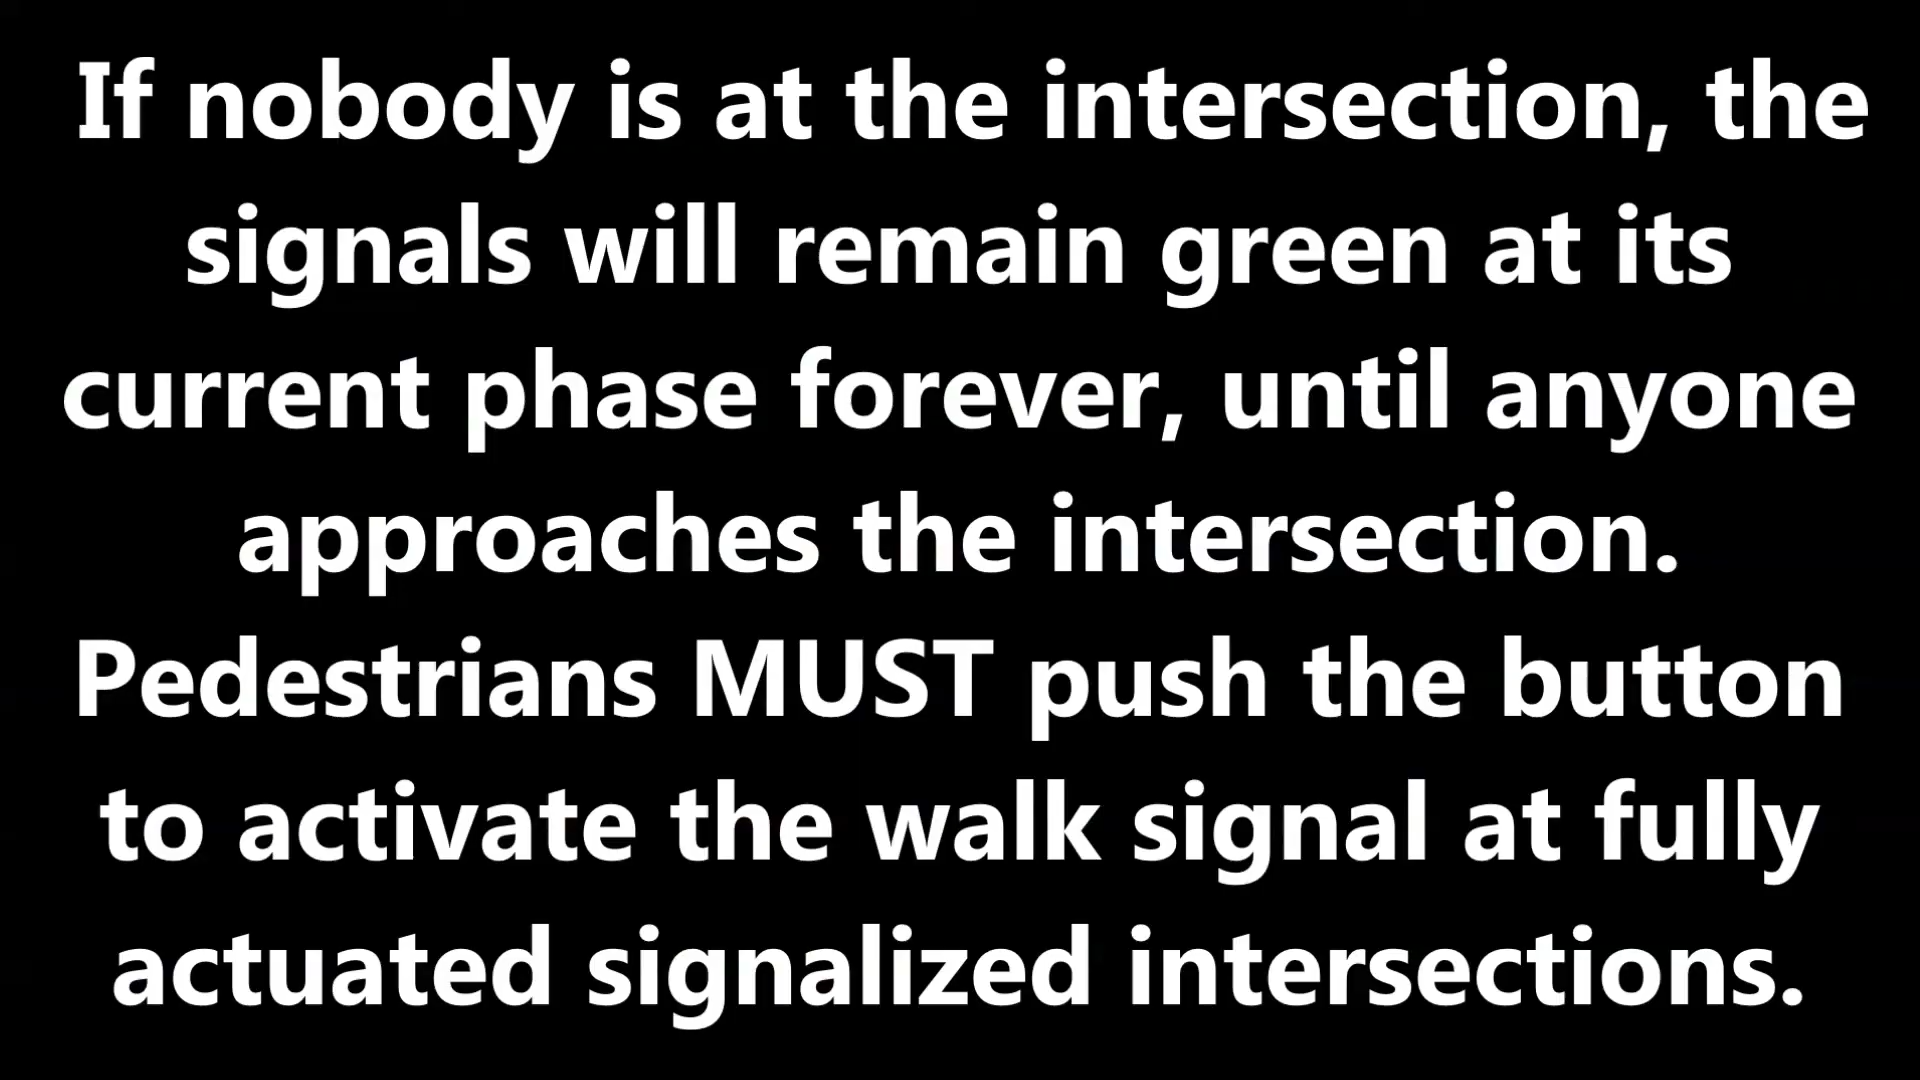 If nobody is at the intersection, the
signals will remain green at its
current phase forever, until anyone
approaches the intersection.
Pedestrians MUST push the button
to activate the walk signal at fully
actuated signalized intersections.